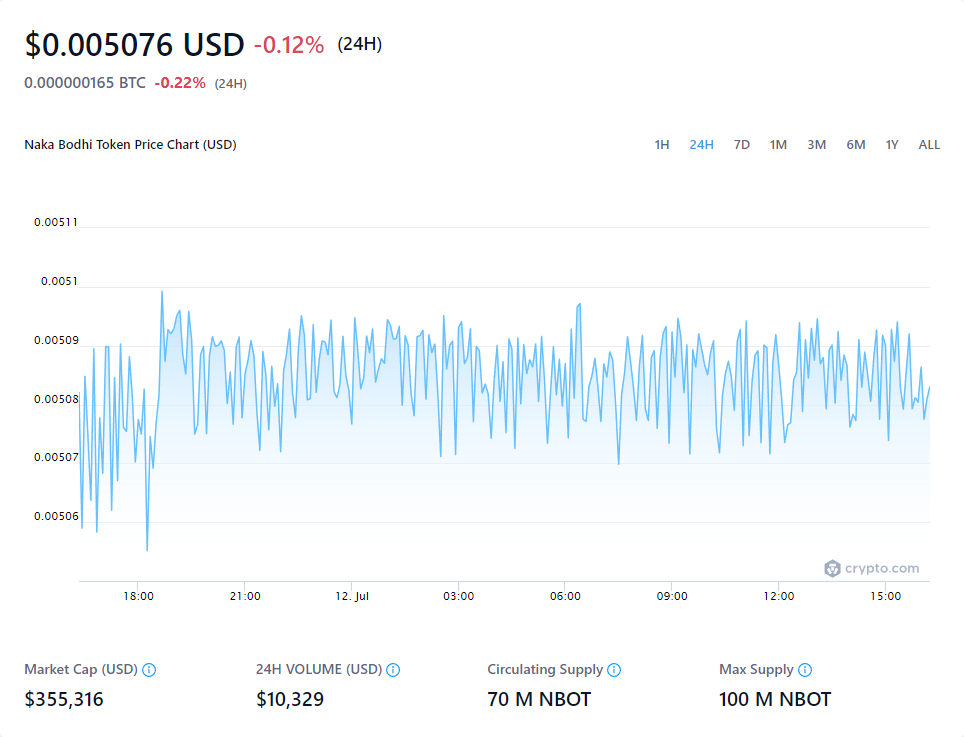 $0.005076 USD -0.12% (24H)
0.000000165 BTC -0.22% (24H)
Naka Bodhi Token Price Chart (USD) 1H 24H 7D 1M 3M 6M 1Y ALL
0.00511
0.0051
0.00509
0.00508
0.00507
0.00506
crypto.com
18:00 21:00 12. Jul 03:00 06:00 09:00 12:00 15:00
Market Cap (USD) 24H VOLUME (USD) Circulating Supply Max Supply
$355,316 $10,329 70 M NBOT 100 M NBOT